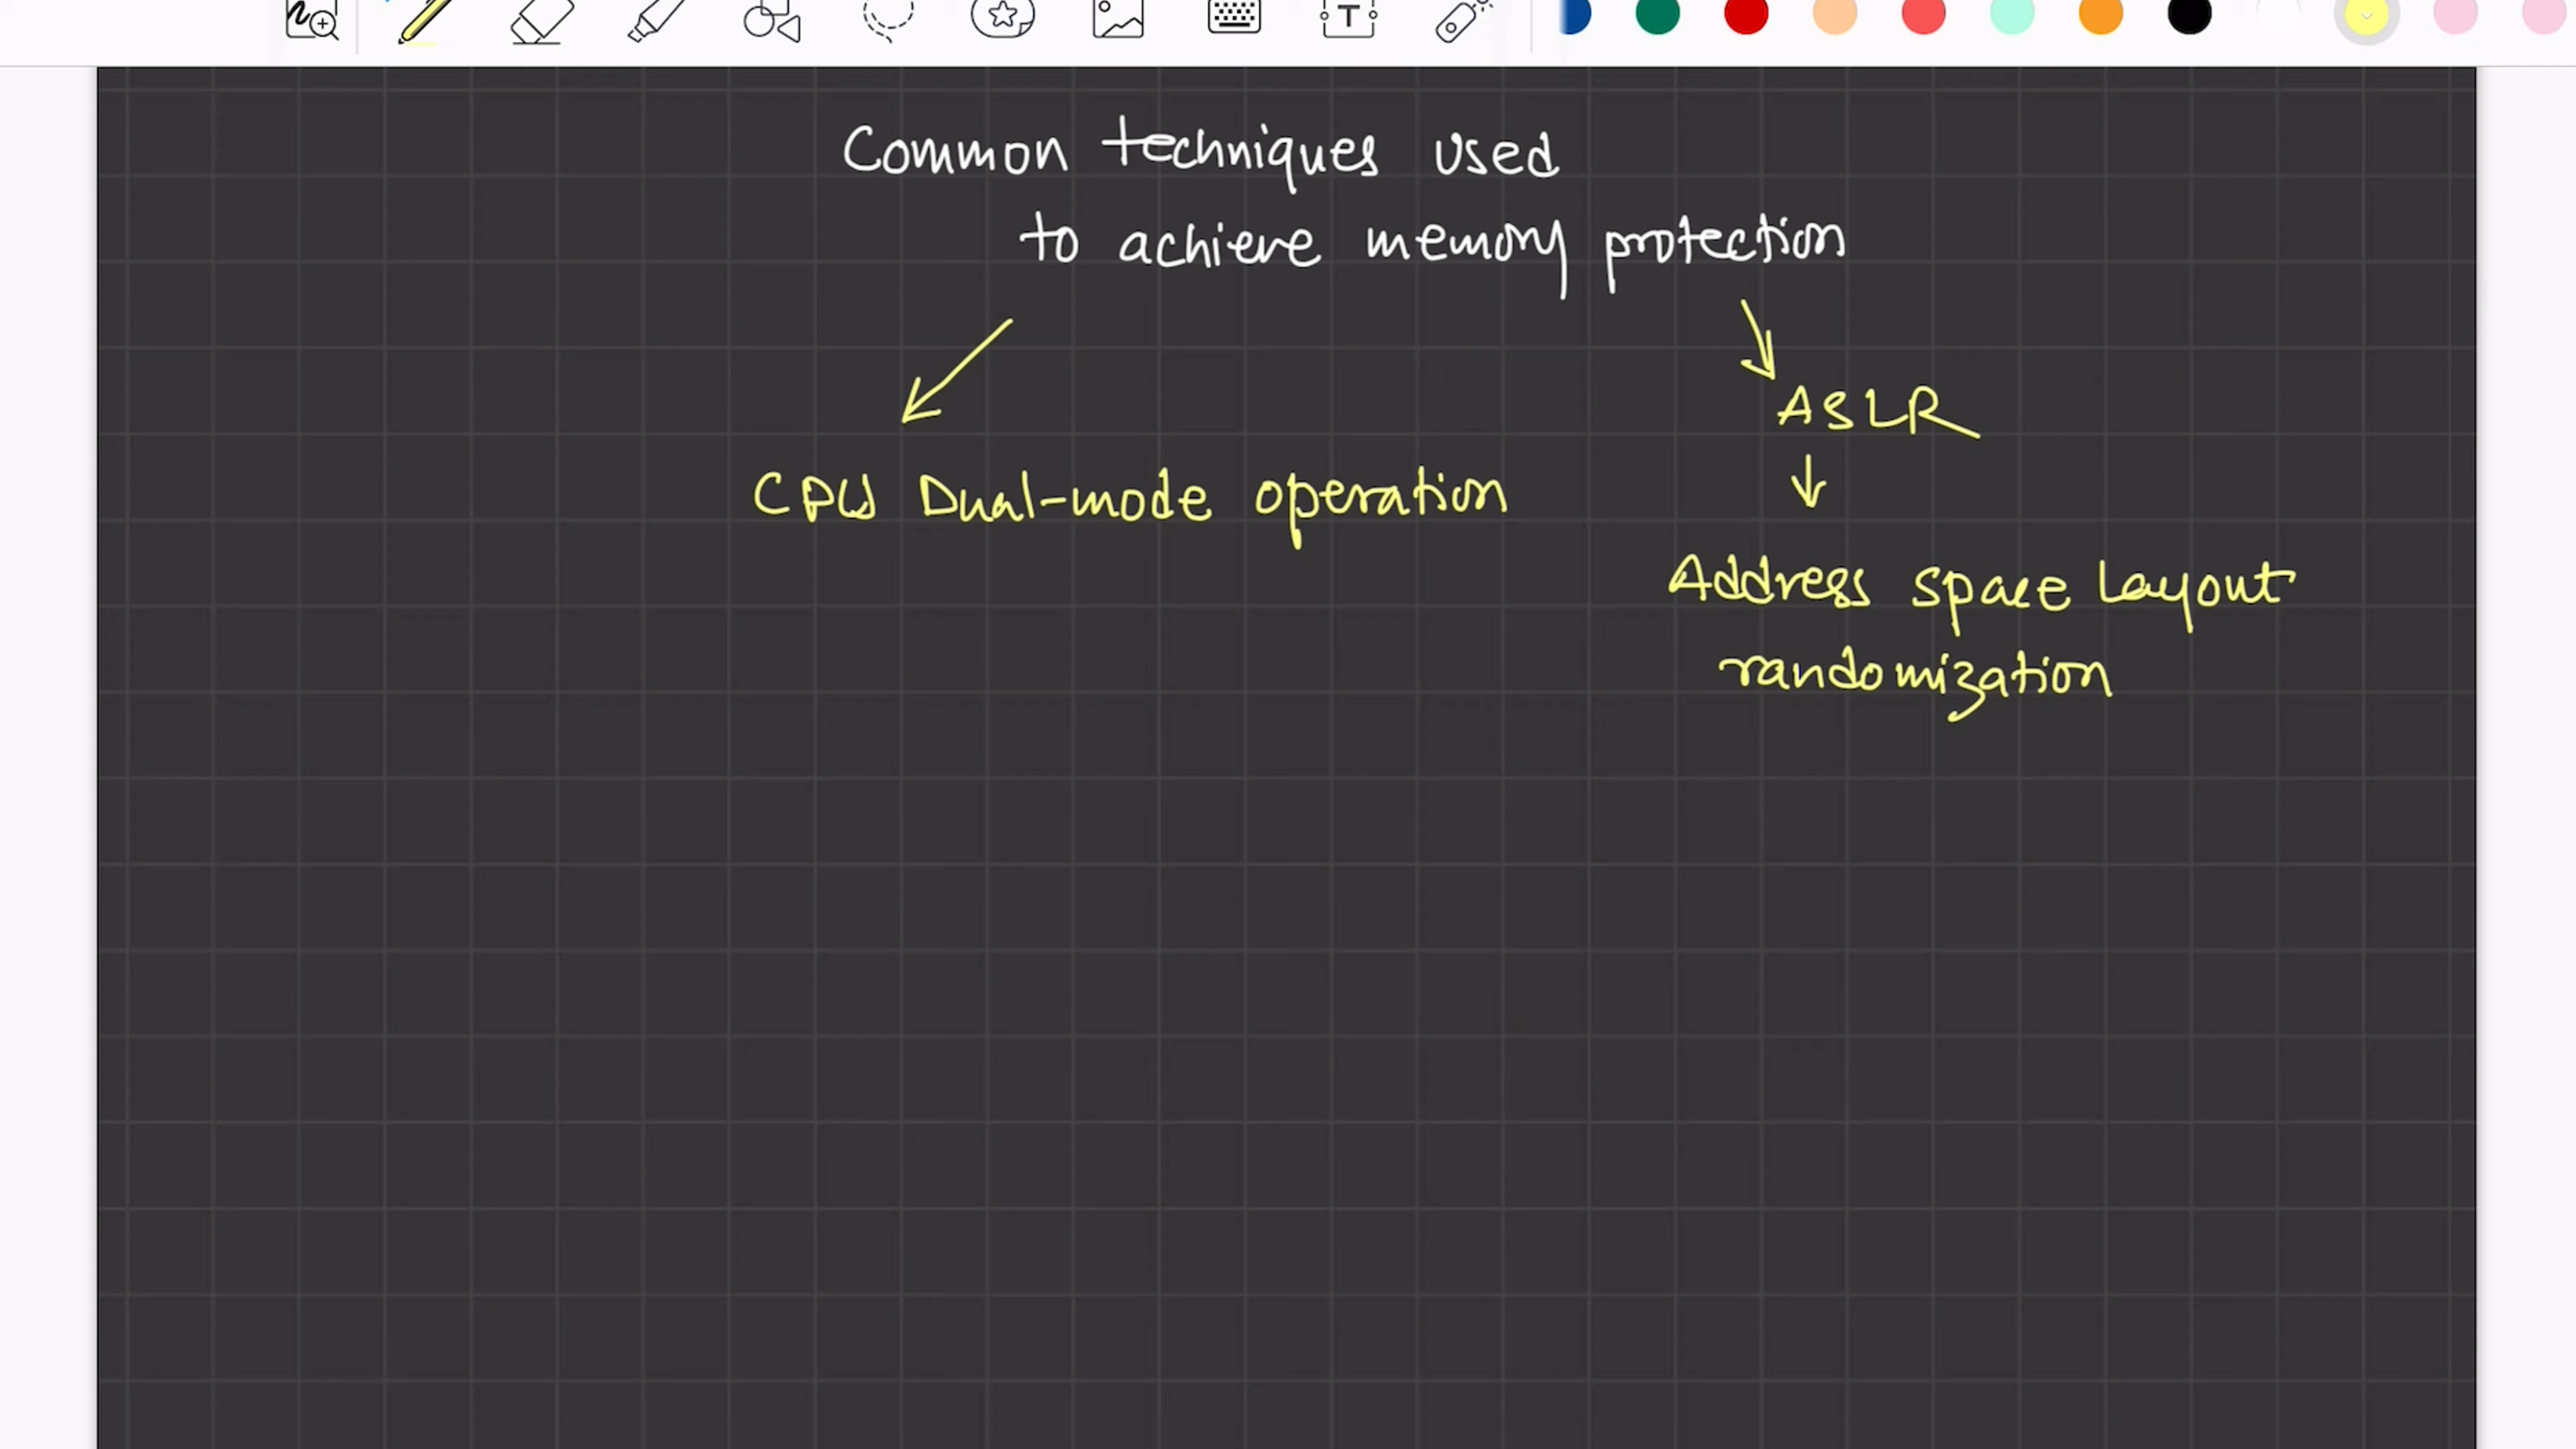 Common techniques used
to achieve memory protection
ASLR
CPU Dual-mode operation
Address space Layout
randomization